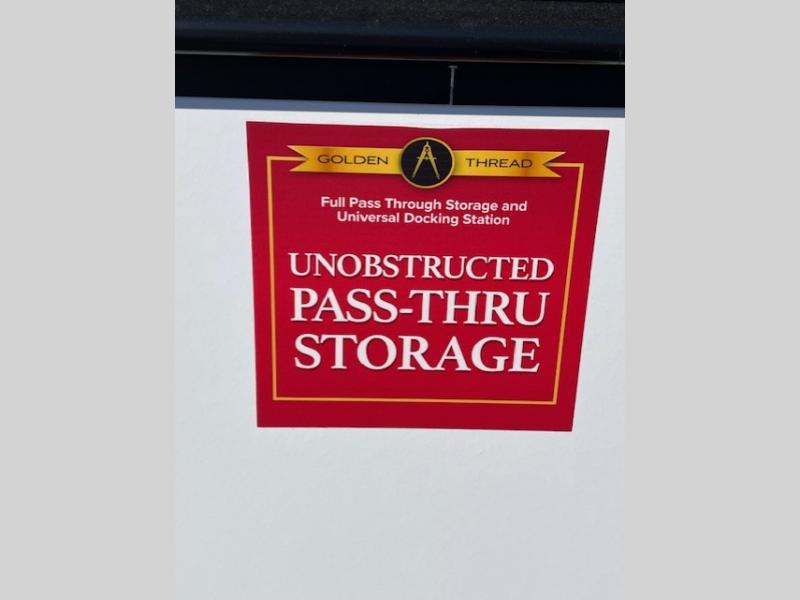 GOLDEN THREAD
Full Pass Through Storage and
Universal Docking Station
UNOBSTRUCTED
PASS-THRU
STORAGE